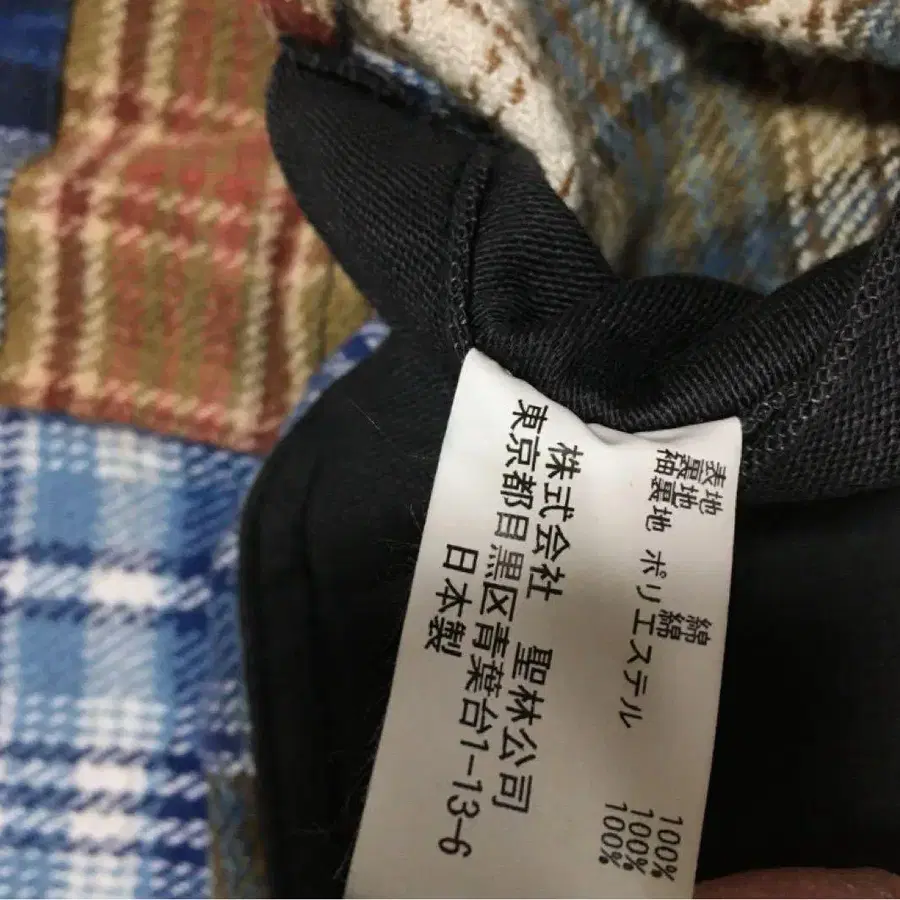 表地 綿 100%
裏地 綿 100%
袖裏地 ポリエステル 100%
株式会社 聖林公司
東京都目黒区青葉台1-13-6
日本製